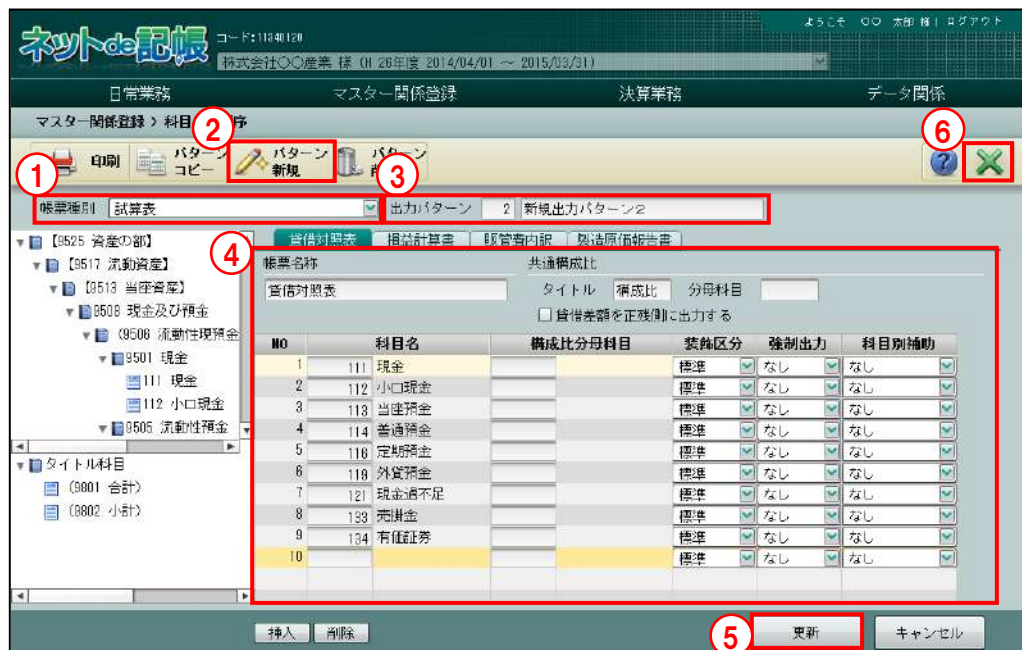 ようこそ 〇〇 太郎 様 | ログアウト
ネットde記帳 コード:11340120
株式会社〇〇産業 様 (H 26年度 2014/04/01 ～ 2015/03/31)
日常業務 マスター関係登録 決算業務 データ関係
マスター関係登録 > 科目 ② 序 ⑥
印刷 パターンコピー パターン新規 パターン
① ③
帳票種別 試算表 出力パターン 2 新規出力パターン2
貸借対照表 損益計算書 販管費内訳 製造原価報告書
④
【9525 資産の部】
【9517 流動資産】
【9513 当座資産】
9508 現金及び預金
(9506 流動性現預金
9501 現金
111 現金
112 小口現金
9505 流動性預金
タイトル科目
(9801 合計)
(9802 小計)
帳票名称 共通構成比
貸借対照表 タイトル 構成比 分母科目
貸借差額を正残側に出力する
NO 科目名 構成比分母科目 装飾区分 強制出力 科目別補助
1 111 現金 標準 なし なし
2 112 小口現金 標準 なし なし
3 113 当座預金 標準 なし なし
4 114 普通預金 標準 なし なし
5 116 定期預金 標準 なし なし
6 119 外貨預金 標準 なし なし
7 121 現金過不足 標準 なし なし
8 133 売掛金 標準 なし なし
9 134 有価証券 標準 なし なし
10 標準 なし なし
挿入 削除 ⑤ 更新 キャンセル